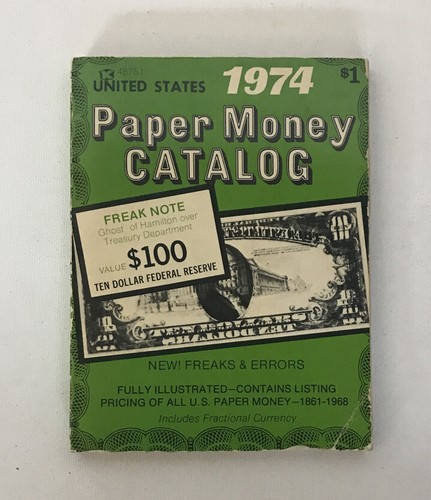 K 48751
UNITED STATES 1974 $1
Paper Money
CATALOG
FREAK NOTE
Ghost of Hamilton over
Treasury Department
VALUE $100
TEN DOLLAR FEDERAL RESERVE
NEW! FREAKS & ERRORS
FULLY ILLUSTRATED—CONTAINS LISTING
PRICING OF ALL U.S. PAPER MONEY—1861-1968
Includes Fractional Currency